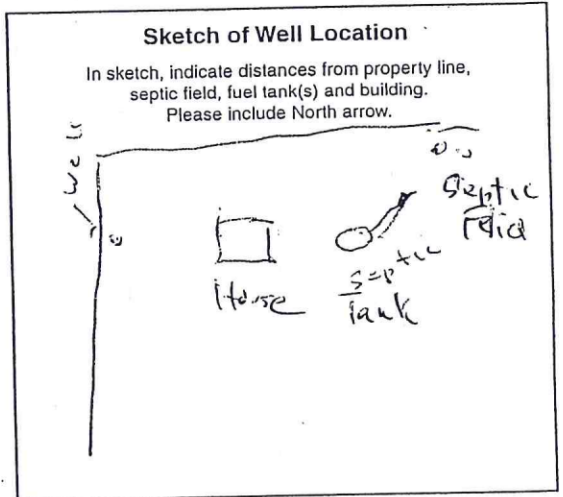 Sketch of Well Location
In sketch, indicate distances from property line,
septic field, fuel tank(s) and building.
Please include North arrow.
Well
Septic
Field
House
Septic
Tank